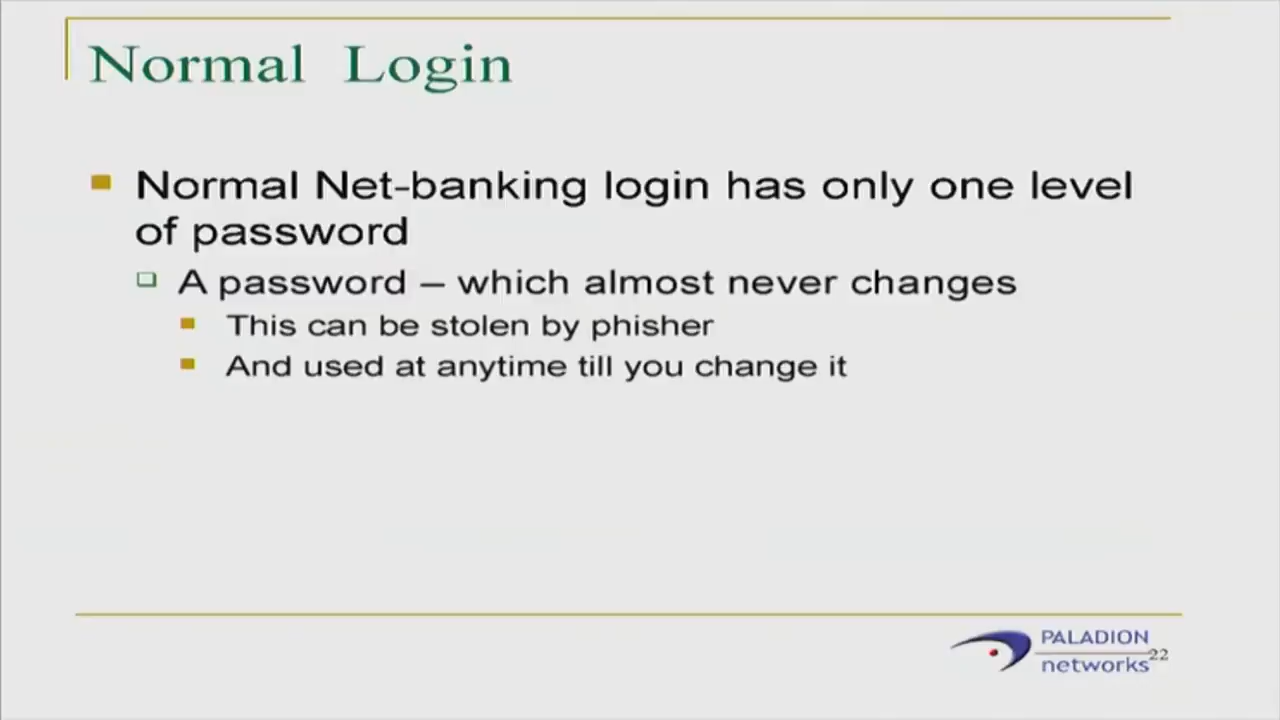 Normal Login
Normal Net-banking login has only one level
of password
A password – which almost never changes
This can be stolen by phisher
And used at anytime till you change it
PALADION
networks
22